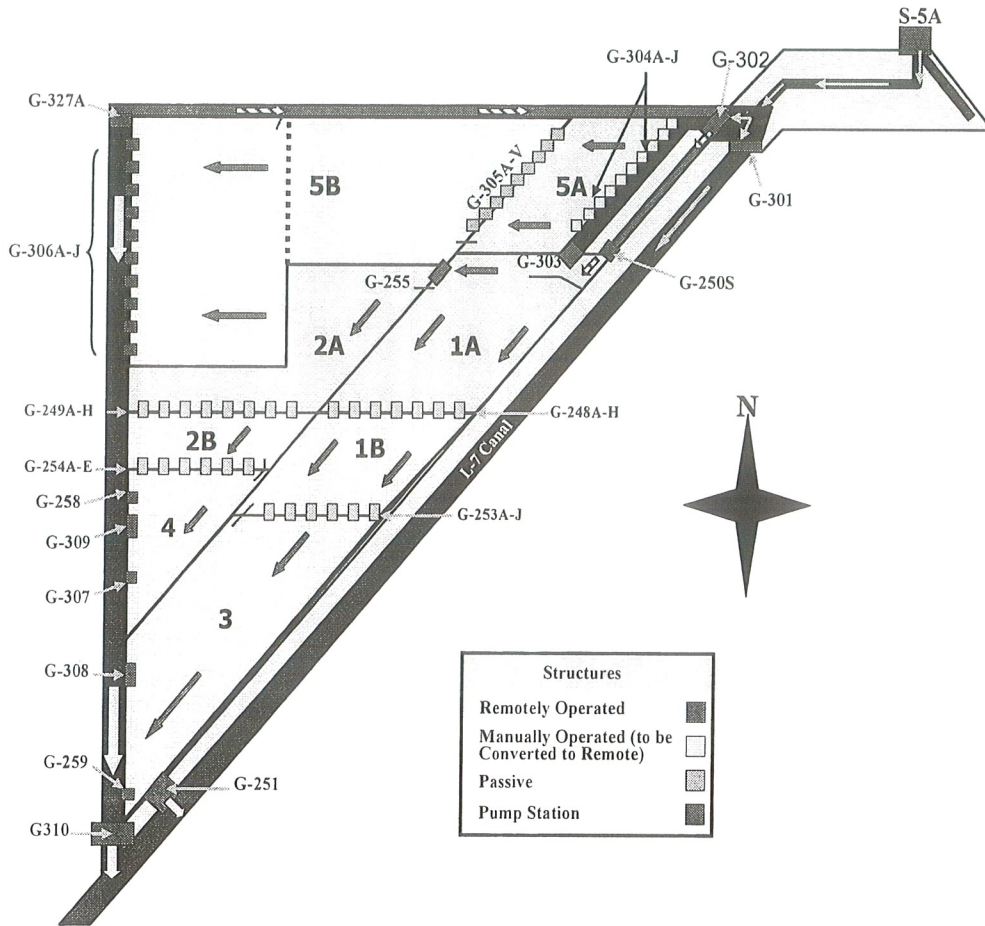 S-5A
G-304A-J
G-302
G-327A
5B
G-305A-V
5A
G-301
G-306A-J
G-303
G-255
G-250S
2A
1A
G-249A-H
G-248A-H
2B
1B
N
L-7 Canal
G-254A-E
G-258
G-253A-J
4
G-309
G-307
3
G-308
Structures
Remotely Operated
Manually Operated (to be
Converted to Remote)
Passive
Pump Station
G-259
G-251
G310